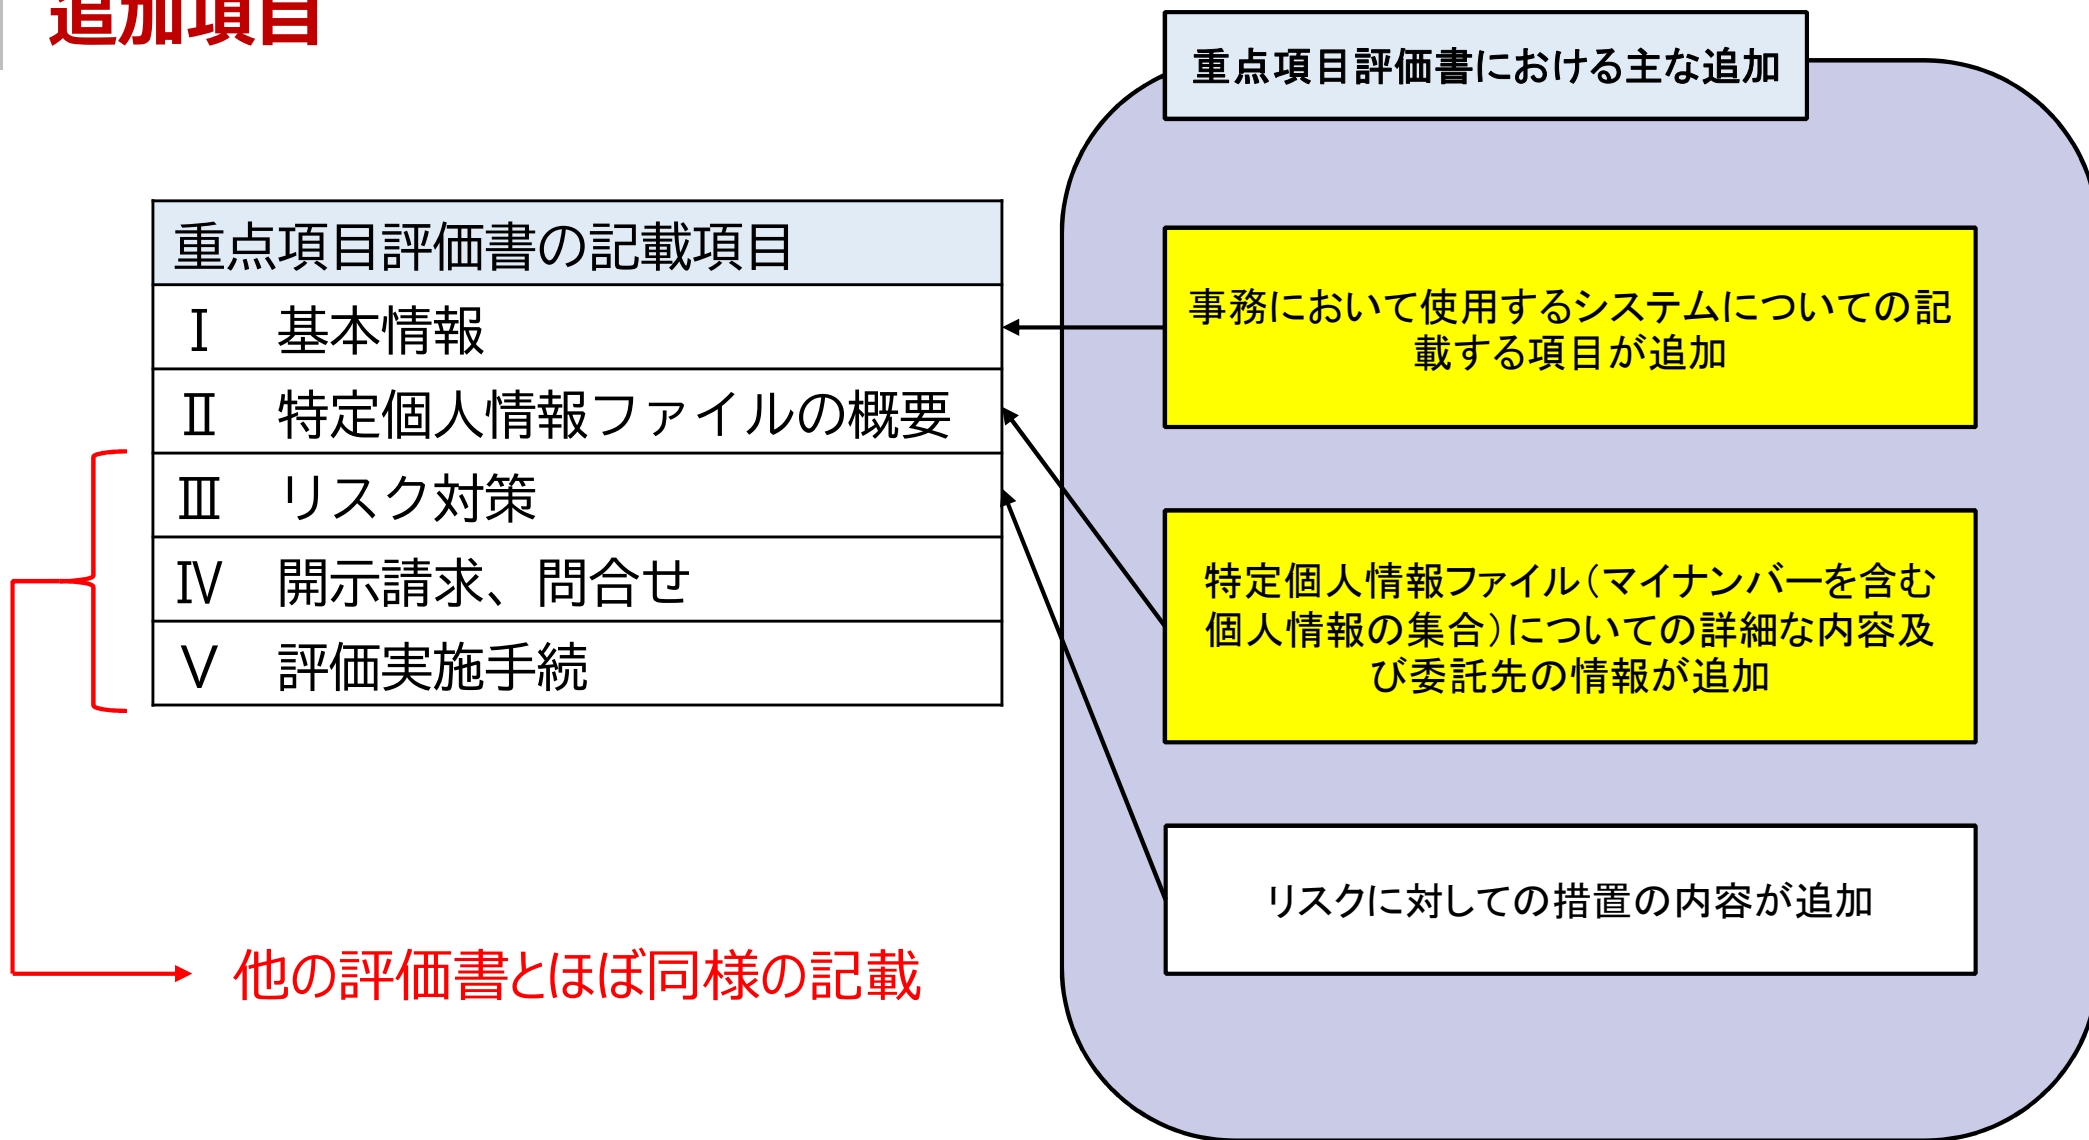 追加項目
重点項目評価書における主な追加
重点項目評価書の記載項目
Ⅰ 基本情報
Ⅱ 特定個人情報ファイルの概要
Ⅲ リスク対策
Ⅳ 開示請求、問合せ
Ⅴ 評価実施手続
事務において使用するシステムについての記
載する項目が追加
特定個人情報ファイル（マイナンバーを含む
個人情報の集合）についての詳細な内容及
び委託先の情報が追加
リスクに対しての措置の内容が追加
他の評価書とほぼ同様の記載